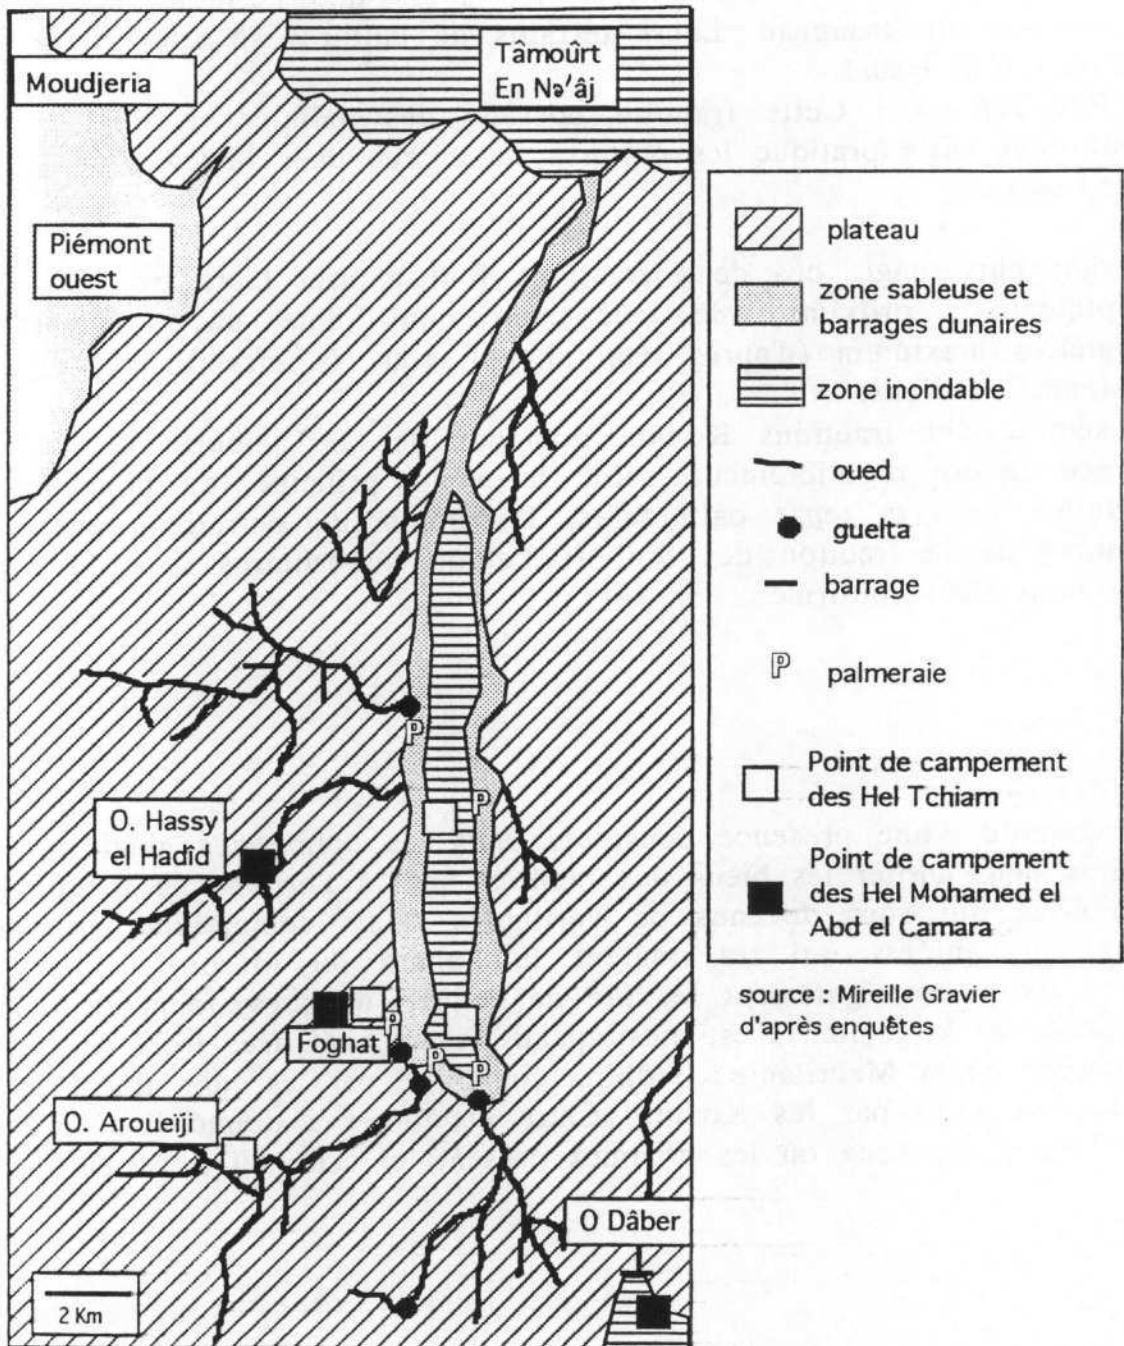 Tâmoûrt
En Nə'âj
Moudjeria
Piémont
ouest
O. Hassy
el Hadîd
P
P
P
P
P
Foghat
O. Aroueïji
O Dâber
2 Km
plateau
zone sableuse et
barrages dunaires
zone inondable
oued
guelta
barrage
P
palmeraie
Point de campement
des Hel Tchiam
Point de campement
des Hel Mohamed el
Abd el Camara
source : Mireille Gravier
d'après enquêtes